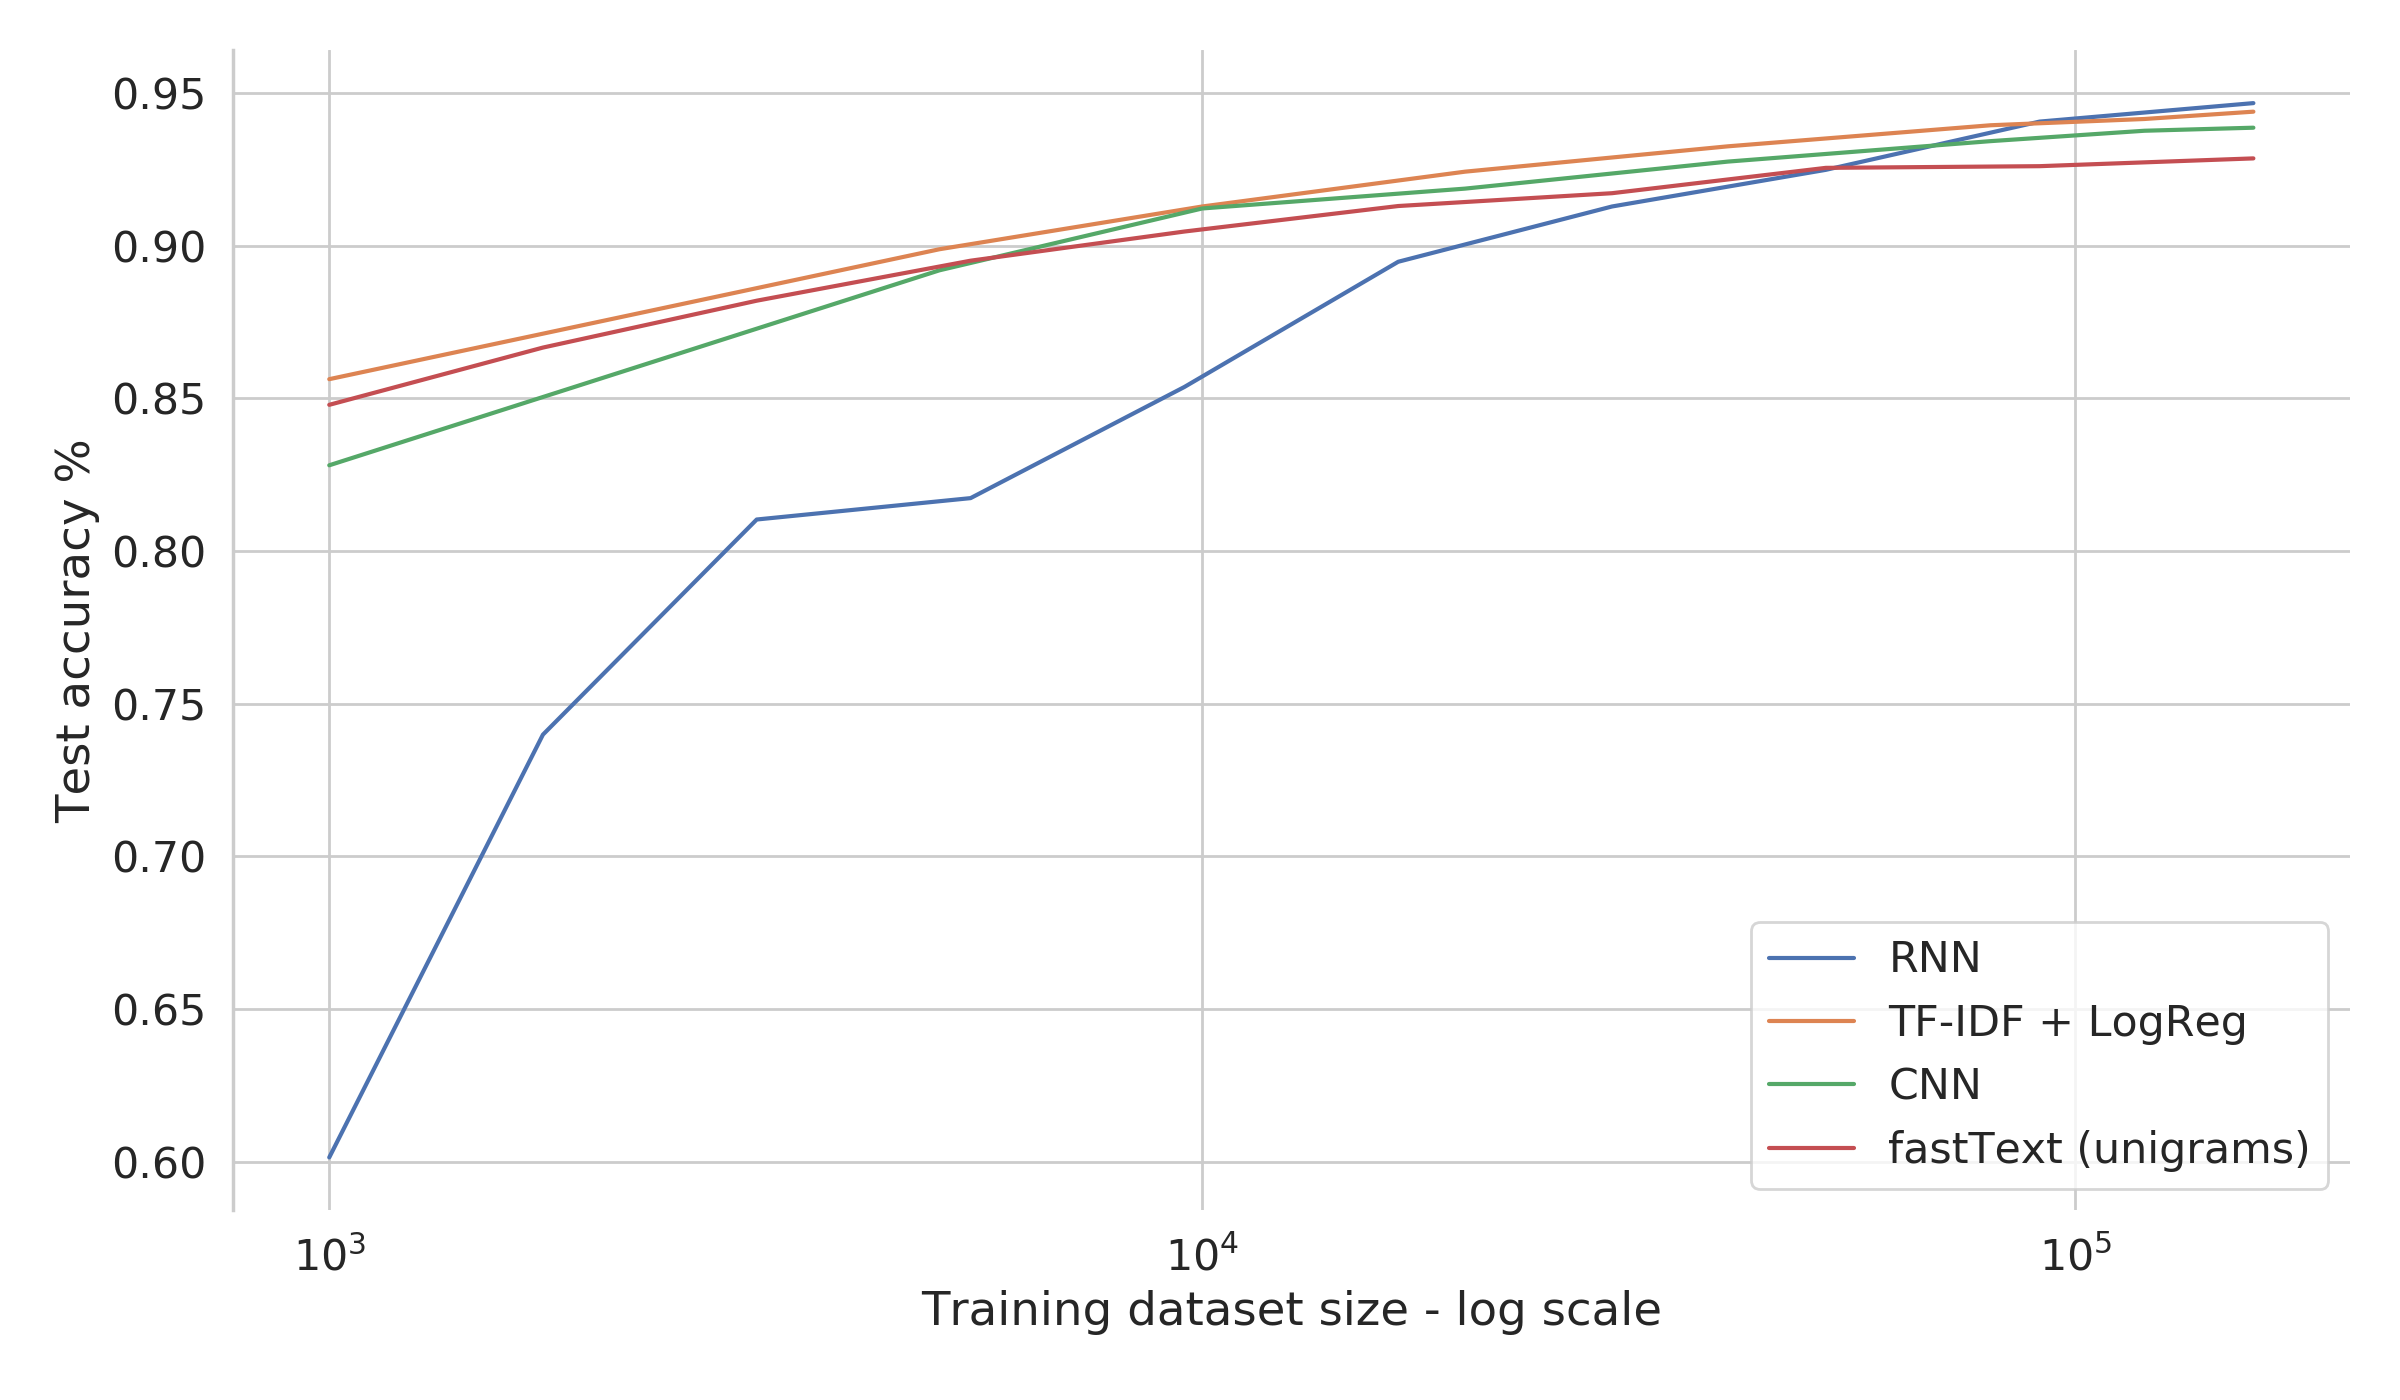 0.95
0.90
0.85
0.80
0.75
0.70
0.65
0.60
Test accuracy %
10³
10⁴
10⁵
Training dataset size - log scale
RNN
TF-IDF + LogReg
CNN
fastText (unigrams)